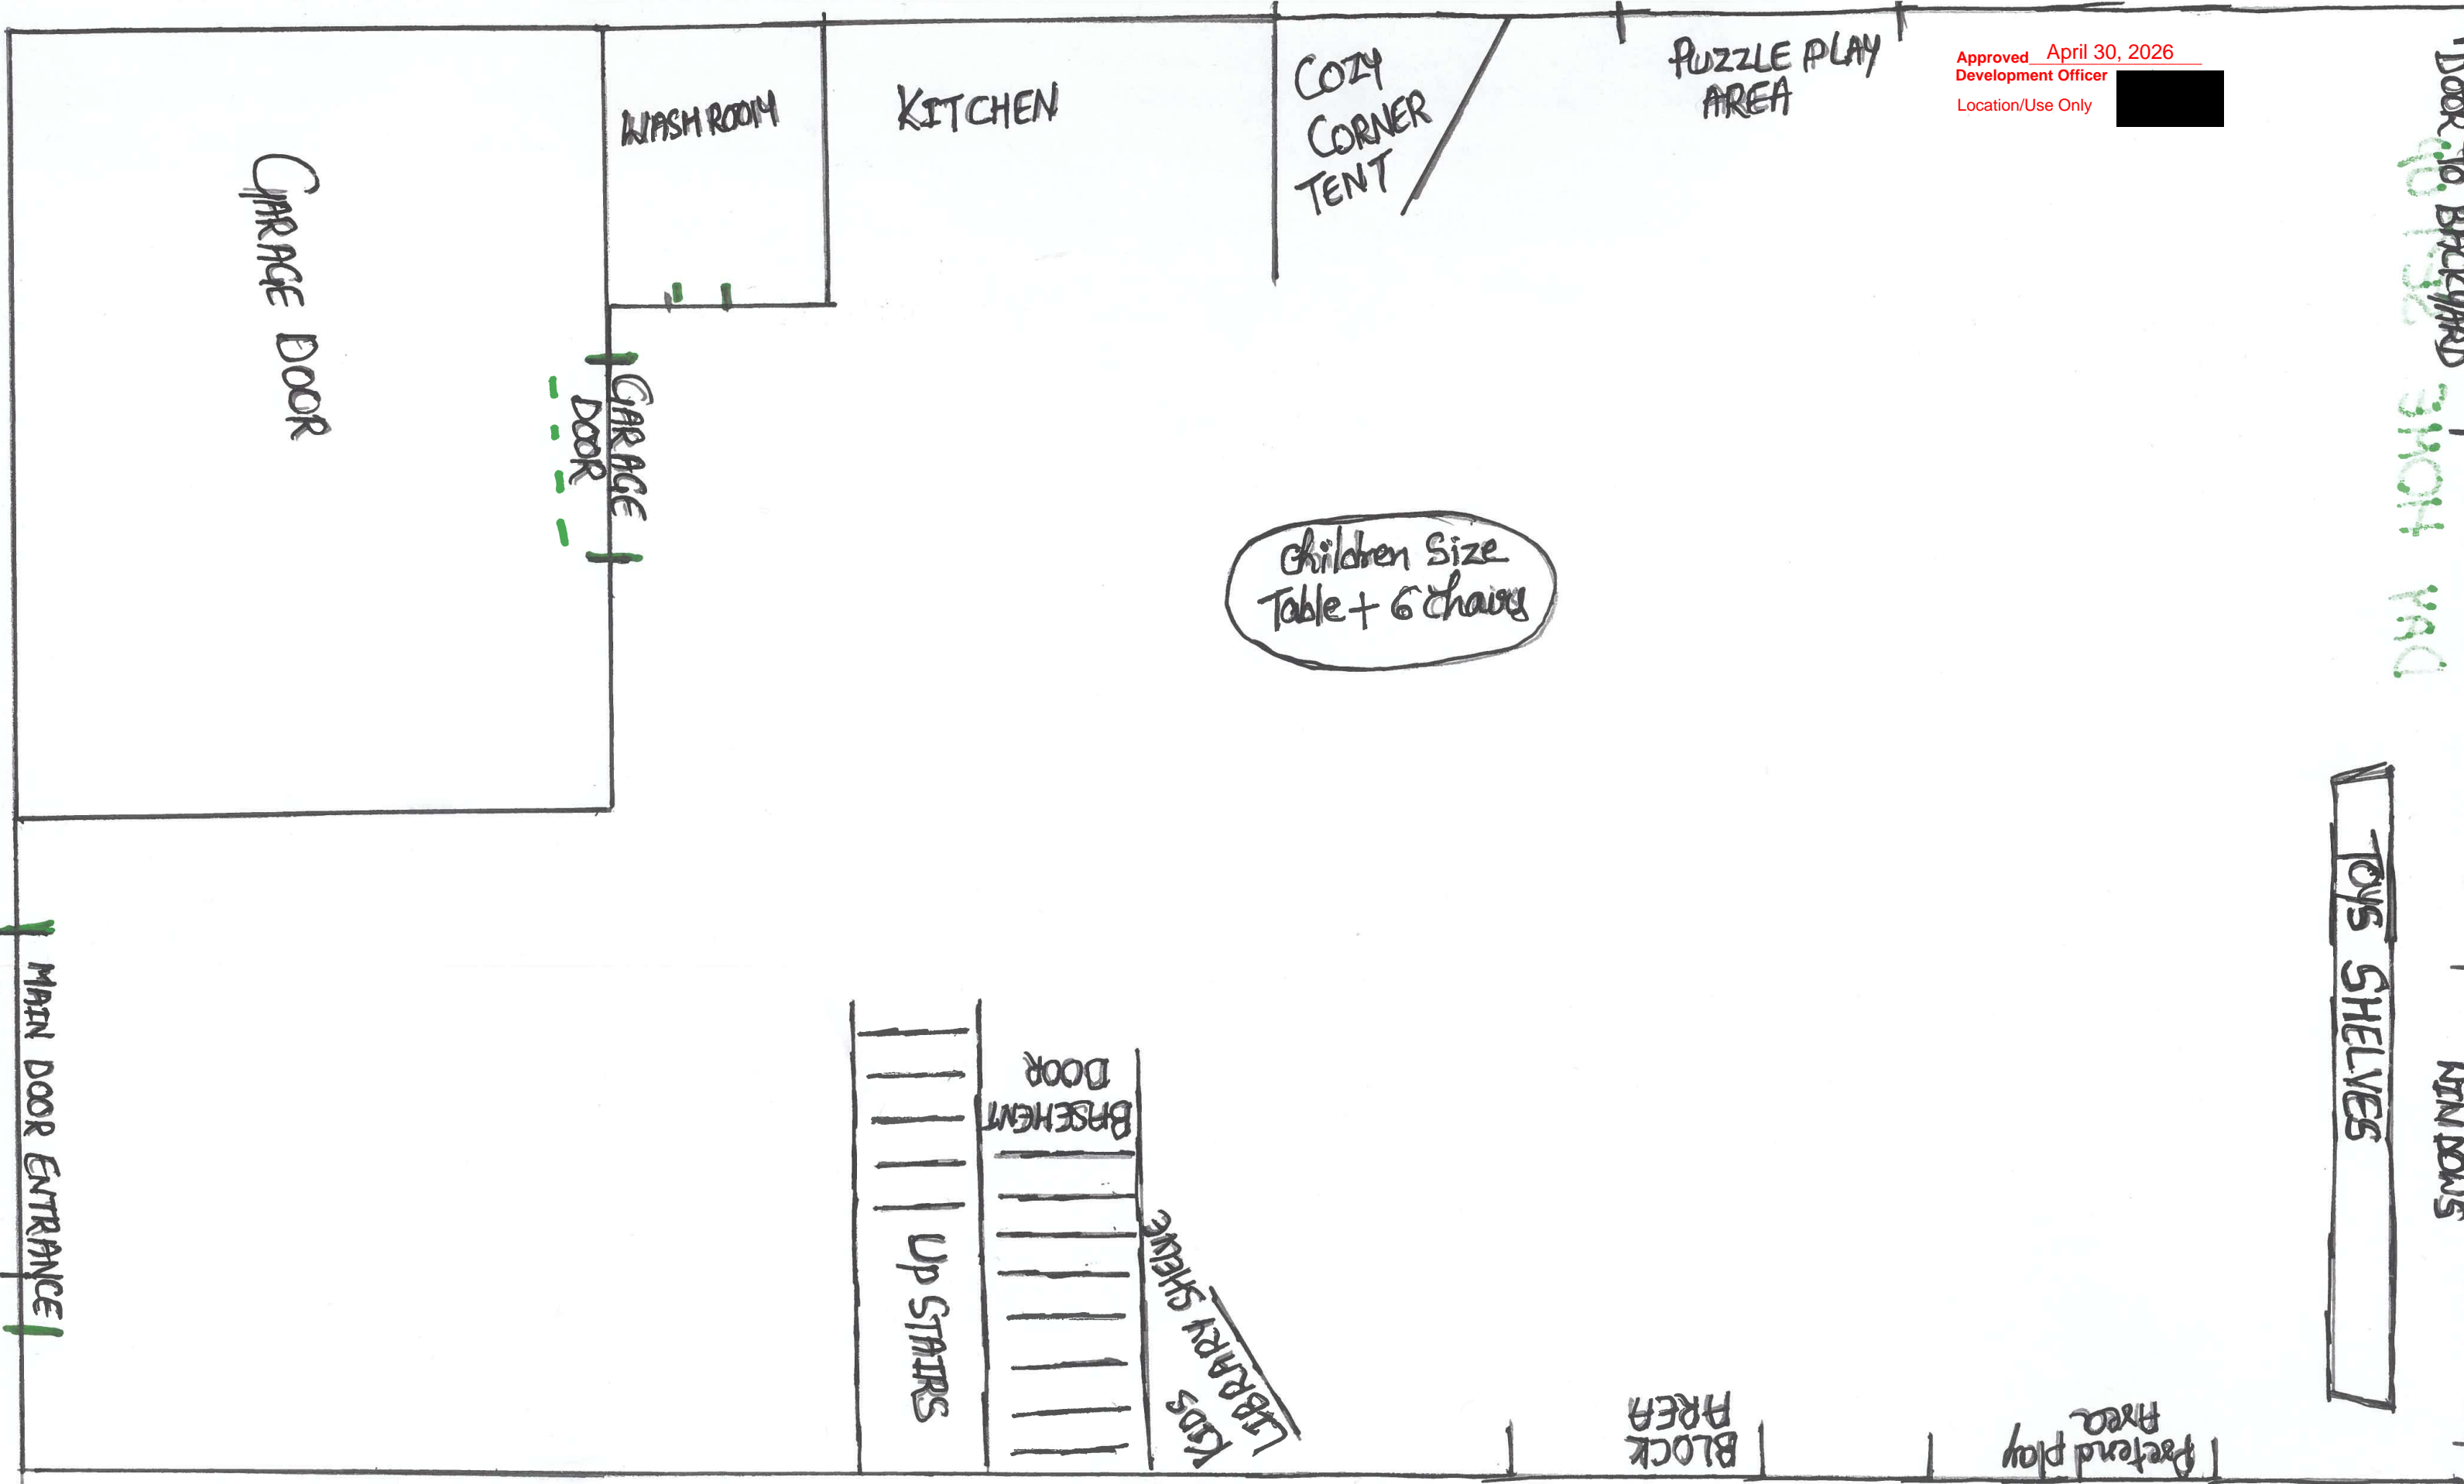 Approved April 30, 2026
Development Officer
Location/Use Only
GARAGE DOOR
WASHROOM
KITCHEN
COZY
CORNER
TENT
PUZZLE PLAY
AREA
DOOR TO BACKYARD
DAY HOME
GARAGE
DOOR
Children Size
Table + 6 Chairs
TOYS SHELVES
WINDOWS
MAIN DOOR ENTRANCE
UP STAIRS
BASEMENT
DOOR
KIDS
LIBRARY SHELVE
BLOCK
AREA
Pretend play
Area